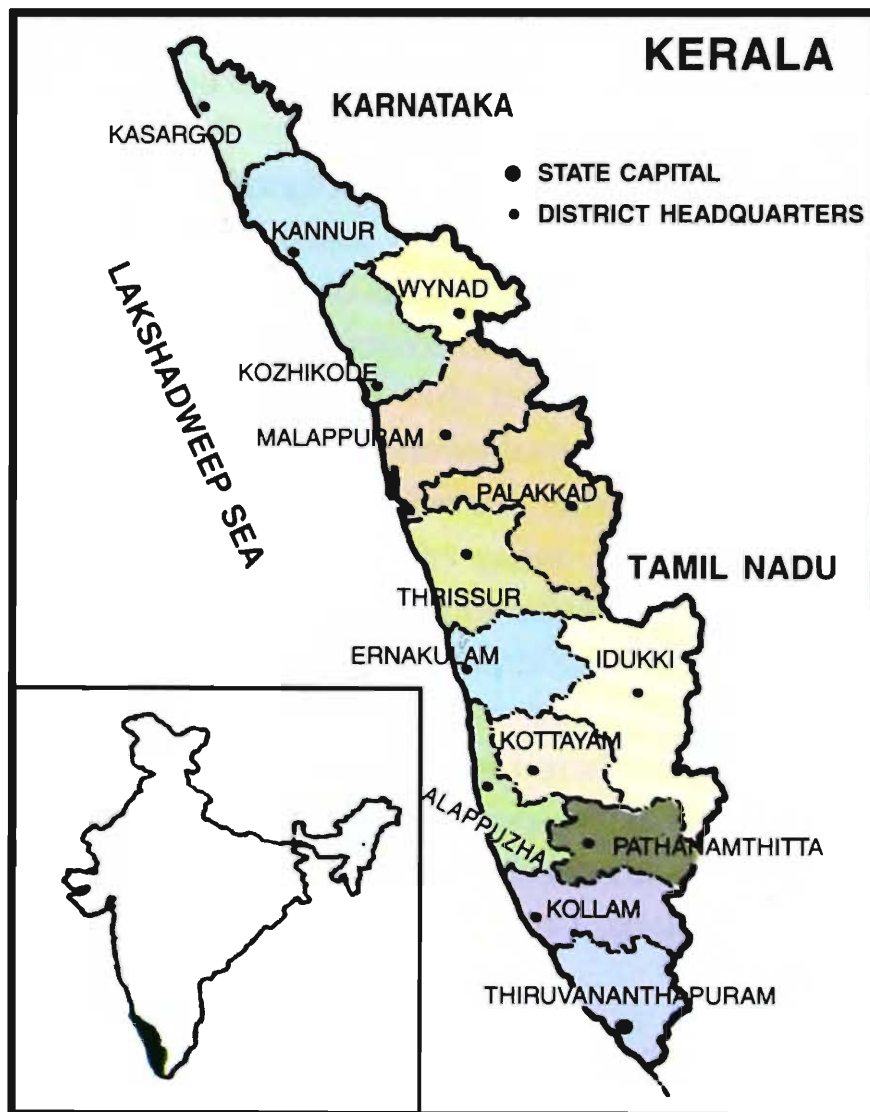 KERALA
KARNATAKA
KASARGOD
STATE CAPITAL
DISTRICT HEADQUARTERS
KANNUR
WYNAD
LAKSHADWEEP SEA
KOZHIKODE
MALAPPURAM
PALAKKAD
TAMIL NADU
THRISSUR
ERNAKULAM
IDUKKI
KOTTAYAM
ALAPPUZHA
PATHANAMTHITTA
KOLLAM
THIRUVANANTHAPURAM